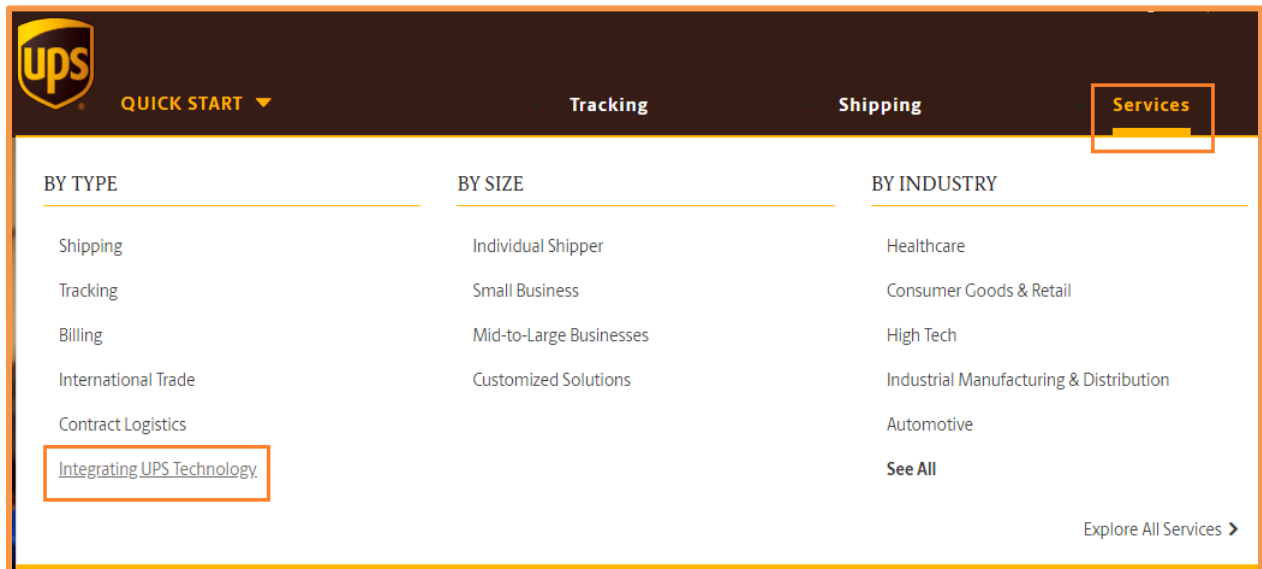 ups
QUICK START
Tracking
Shipping
Services
BY TYPE
Shipping
Tracking
Billing
International Trade
Contract Logistics
Integrating UPS Technology
BY SIZE
Individual Shipper
Small Business
Mid-to-Large Businesses
Customized Solutions
BY INDUSTRY
Healthcare
Consumer Goods & Retail
High Tech
Industrial Manufacturing & Distribution
Automotive
See All
Explore All Services